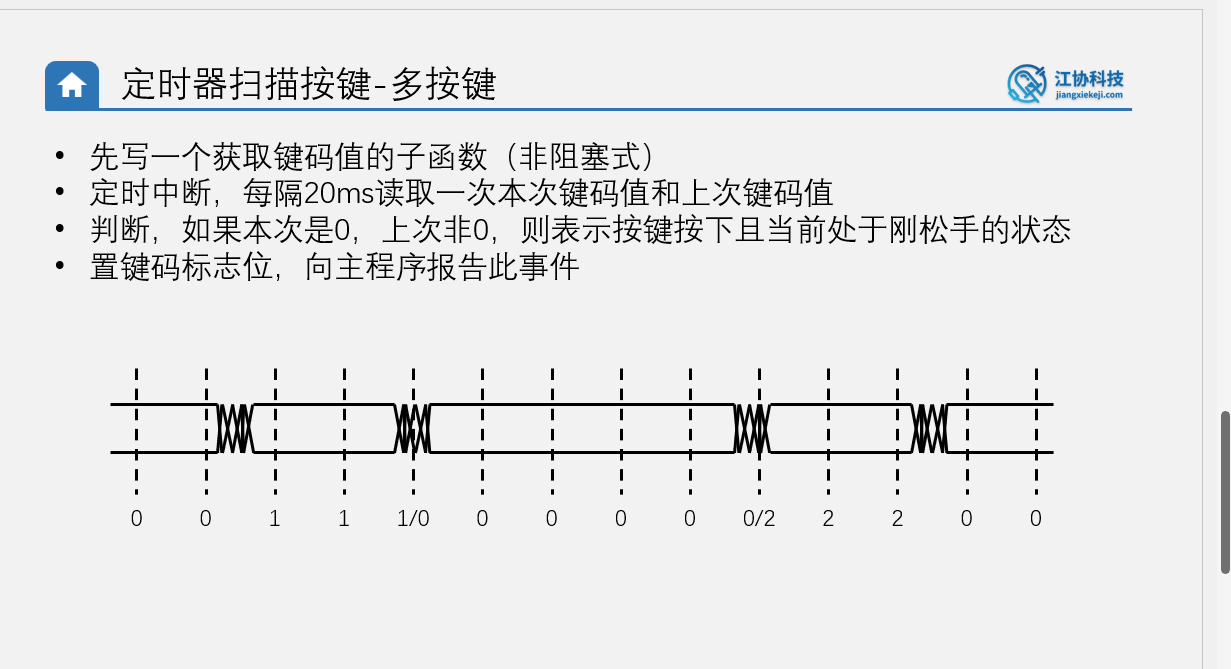 定时器扫描按键-多按键
江协科技
jiangxiekeji.com
• 先写一个获取键码值的子函数（非阻塞式）
• 定时中断，每隔20ms读取一次本次键码值和上次键码值
• 判断，如果本次是0，上次非0，则表示按键按下且当前处于刚松手的状态
• 置键码标志位，向主程序报告此事件
0 0 1 1 1/0 0 0 0 0 0/2 2 2 0 0